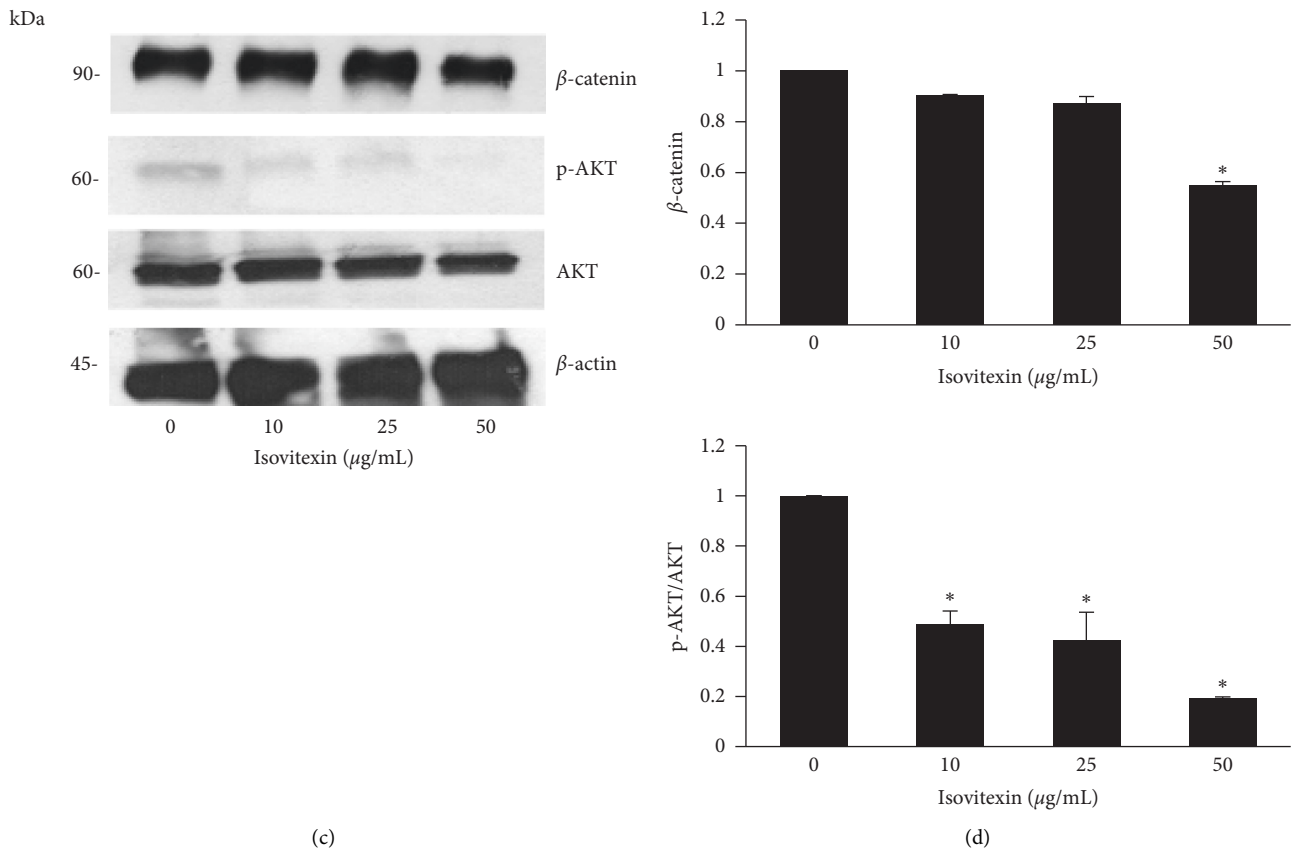 kDa
90-
β-catenin
60-
p-AKT
60-
AKT
45-
β-actin
0 10 25 50
Isovitexin (μg/mL)
(c)
1.2
1
0.8
0.6
0.4
0.2
0
β-catenin
*
0 10 25 50
Isovitexin (μg/mL)
1.2
1
0.8
0.6
0.4
0.2
0
p-AKT/AKT
* * *
0 10 25 50
Isovitexin (μg/mL)
(d)